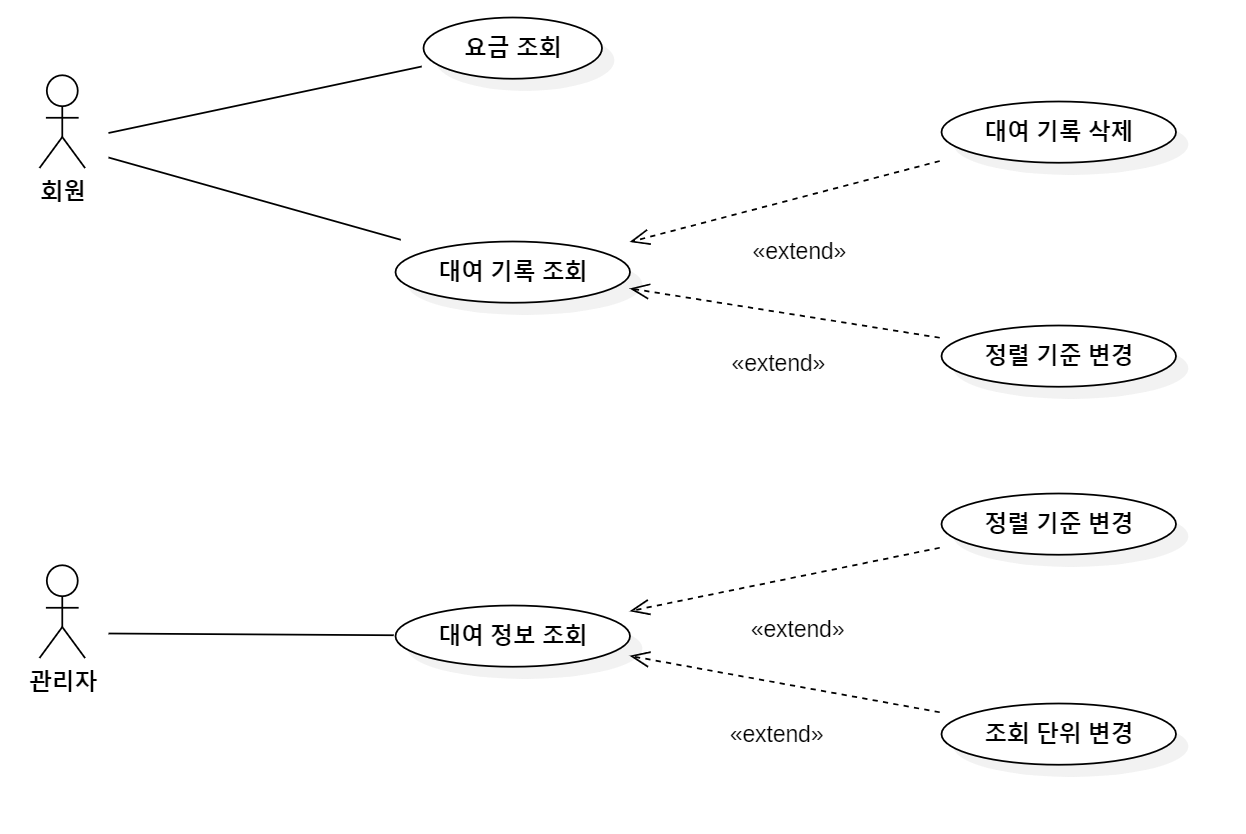 요금 조회
회원
대여 기록 삭제
«extend»
대여 기록 조회
«extend»
정렬 기준 변경
정렬 기준 변경
관리자
«extend»
대여 정보 조회
«extend»
조회 단위 변경